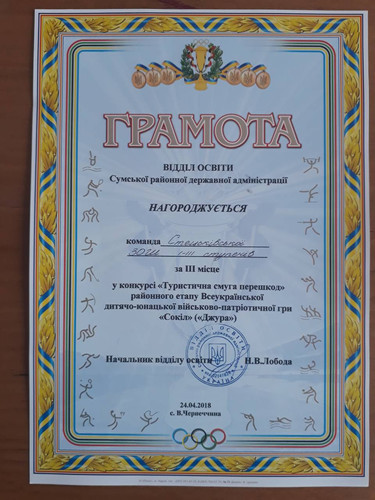 ГРАМОТА
ВІДДІЛ ОСВІТИ
Сумської районної державної адміністрації
НАГОРОДЖУЄТЬСЯ
команда Стецьківської
ЗОШ І-ІІІ ступенів
за ІІІ місце
у конкурсі «Туристична смуга перешкод»
районного етапу Всеукраїнської
дитячо-юнацької військово-патріотичної гри
«Сокіл» («Джура»)
Начальник відділу освіти Н.В.Лобода
24.04.2018
с. В.Чернеччина